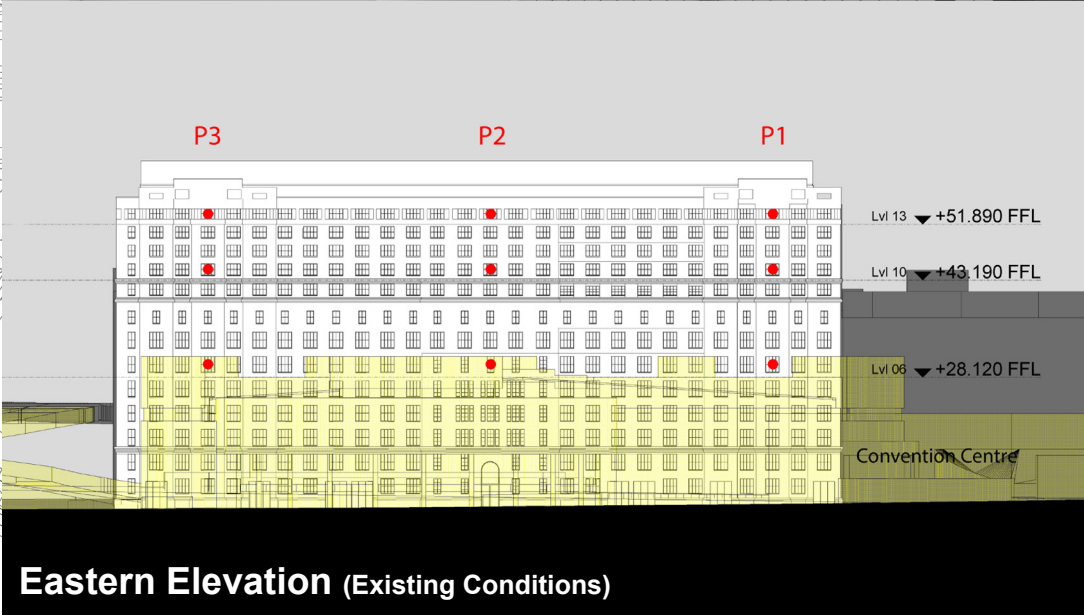 P3 P2 P1
Lvl 13 +51.890 FFL
Lvl 10 +43.190 FFL
Lvl 06 +28.120 FFL
Convention Centre
Eastern Elevation (Existing Conditions)